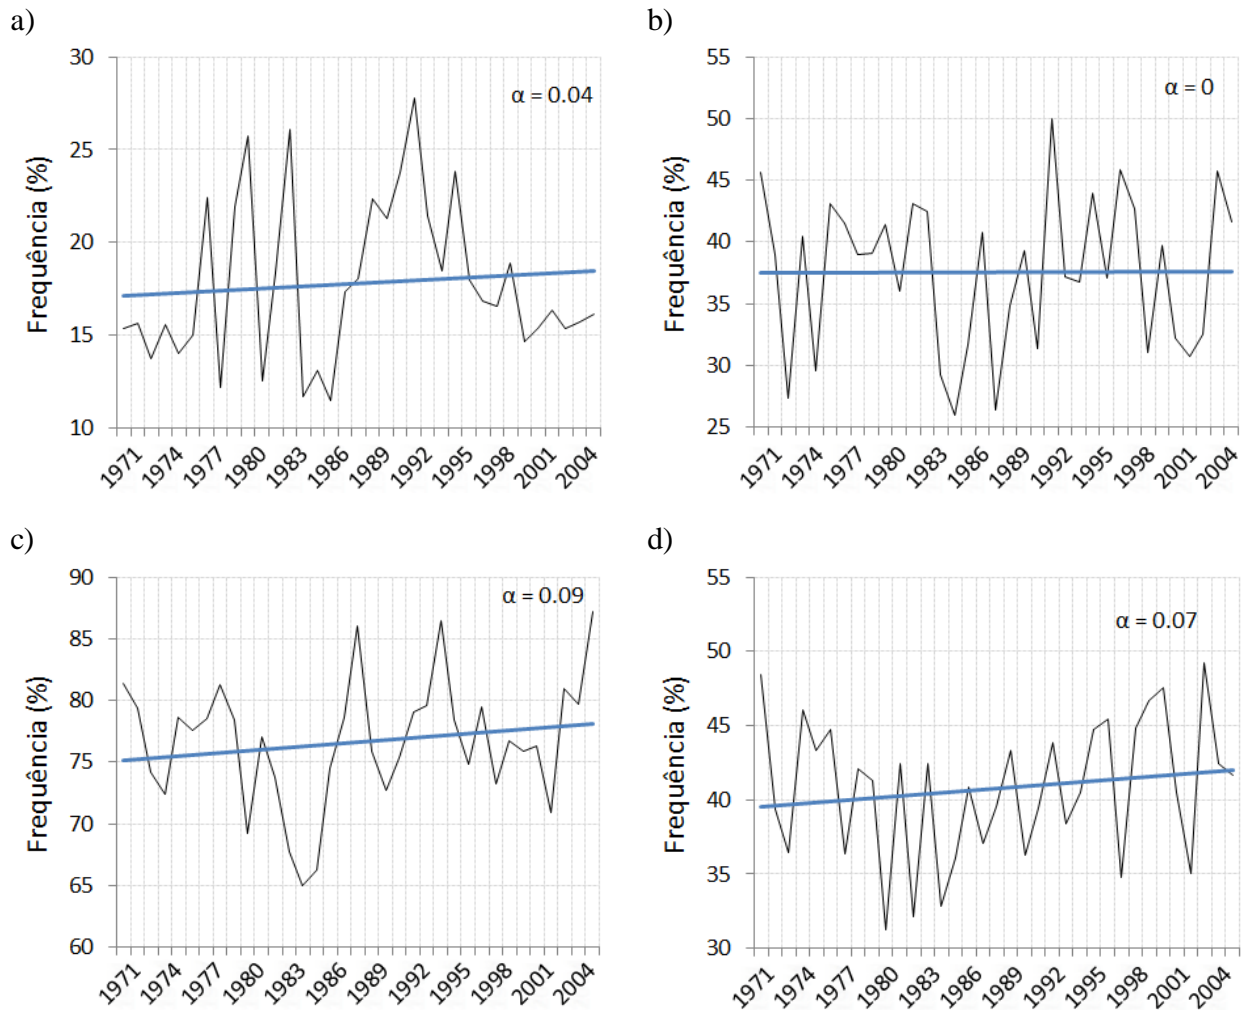 a)
30
25
20
15
10
Frequência (%)
α = 0.04
1971 1974 1977 1980 1983 1986 1989 1992 1995 1998 2001 2004
b)
55
50
45
40
35
30
25
Frequência (%)
α = 0
1971 1974 1977 1980 1983 1986 1989 1992 1995 1998 2001 2004
c)
90
85
80
75
70
65
60
Frequência (%)
α = 0.09
1971 1974 1977 1980 1983 1986 1989 1992 1995 1998 2001 2004
d)
55
50
45
40
35
30
Frequência (%)
α = 0.07
1971 1974 1977 1980 1983 1986 1989 1992 1995 1998 2001 2004